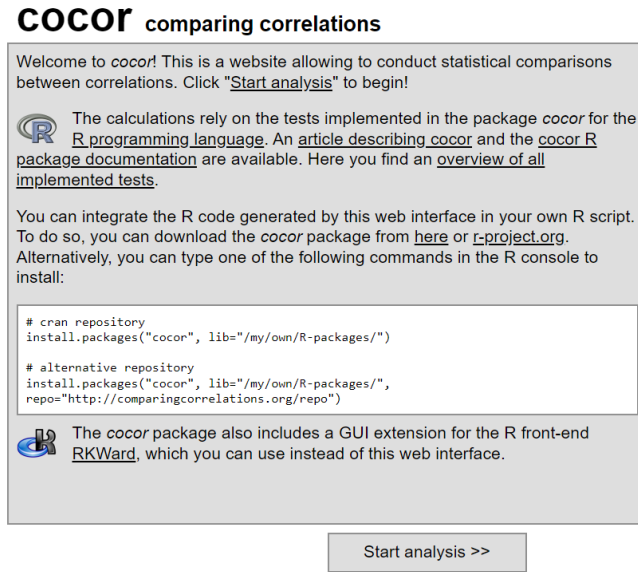 cocor comparing correlations
Welcome to cocor! This is a website allowing to conduct statistical comparisons
between correlations. Click "Start analysis" to begin!
The calculations rely on the tests implemented in the package cocor for the
R programming language. An article describing cocor and the cocor R
package documentation are available. Here you find an overview of all
implemented tests.
You can integrate the R code generated by this web interface in your own R script.
To do so, you can download the cocor package from here or r-project.org.
Alternatively, you can type one of the following commands in the R console to
install:
# cran repository
install.packages("cocor", lib="/my/own/R-packages/")
# alternative repository
install.packages("cocor", lib="/my/own/R-packages/",
repo="http://comparingcorrelations.org/repo")
The cocor package also includes a GUI extension for the R front-end
RKWard, which you can use instead of this web interface.
Start analysis >>